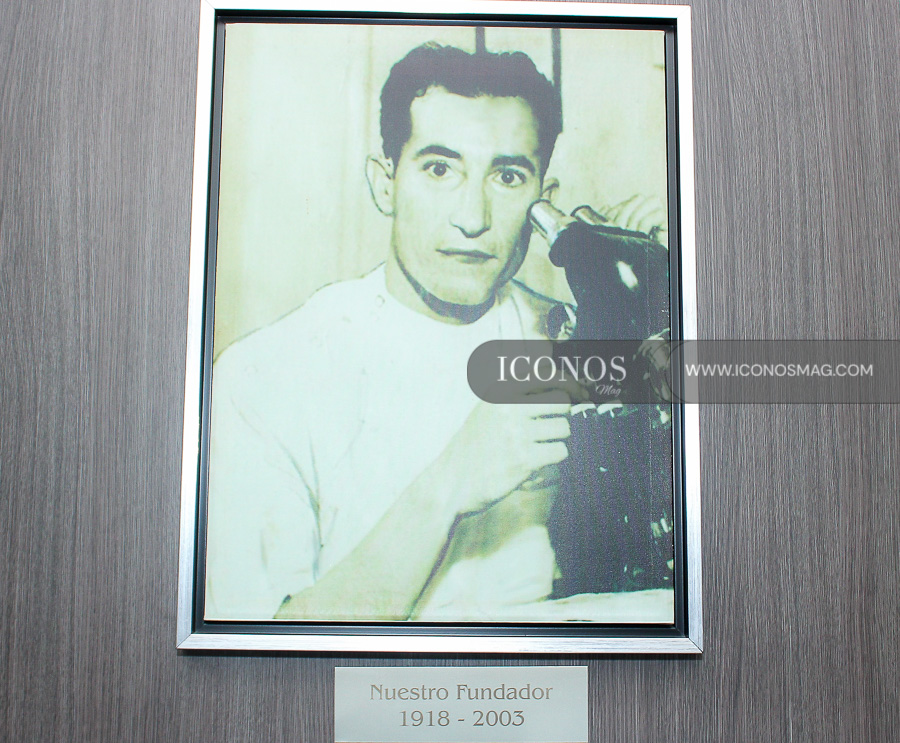 ICONOS
Mag
WWW.ICONOSMAG.COM
Nuestro Fundador
1918 - 2003